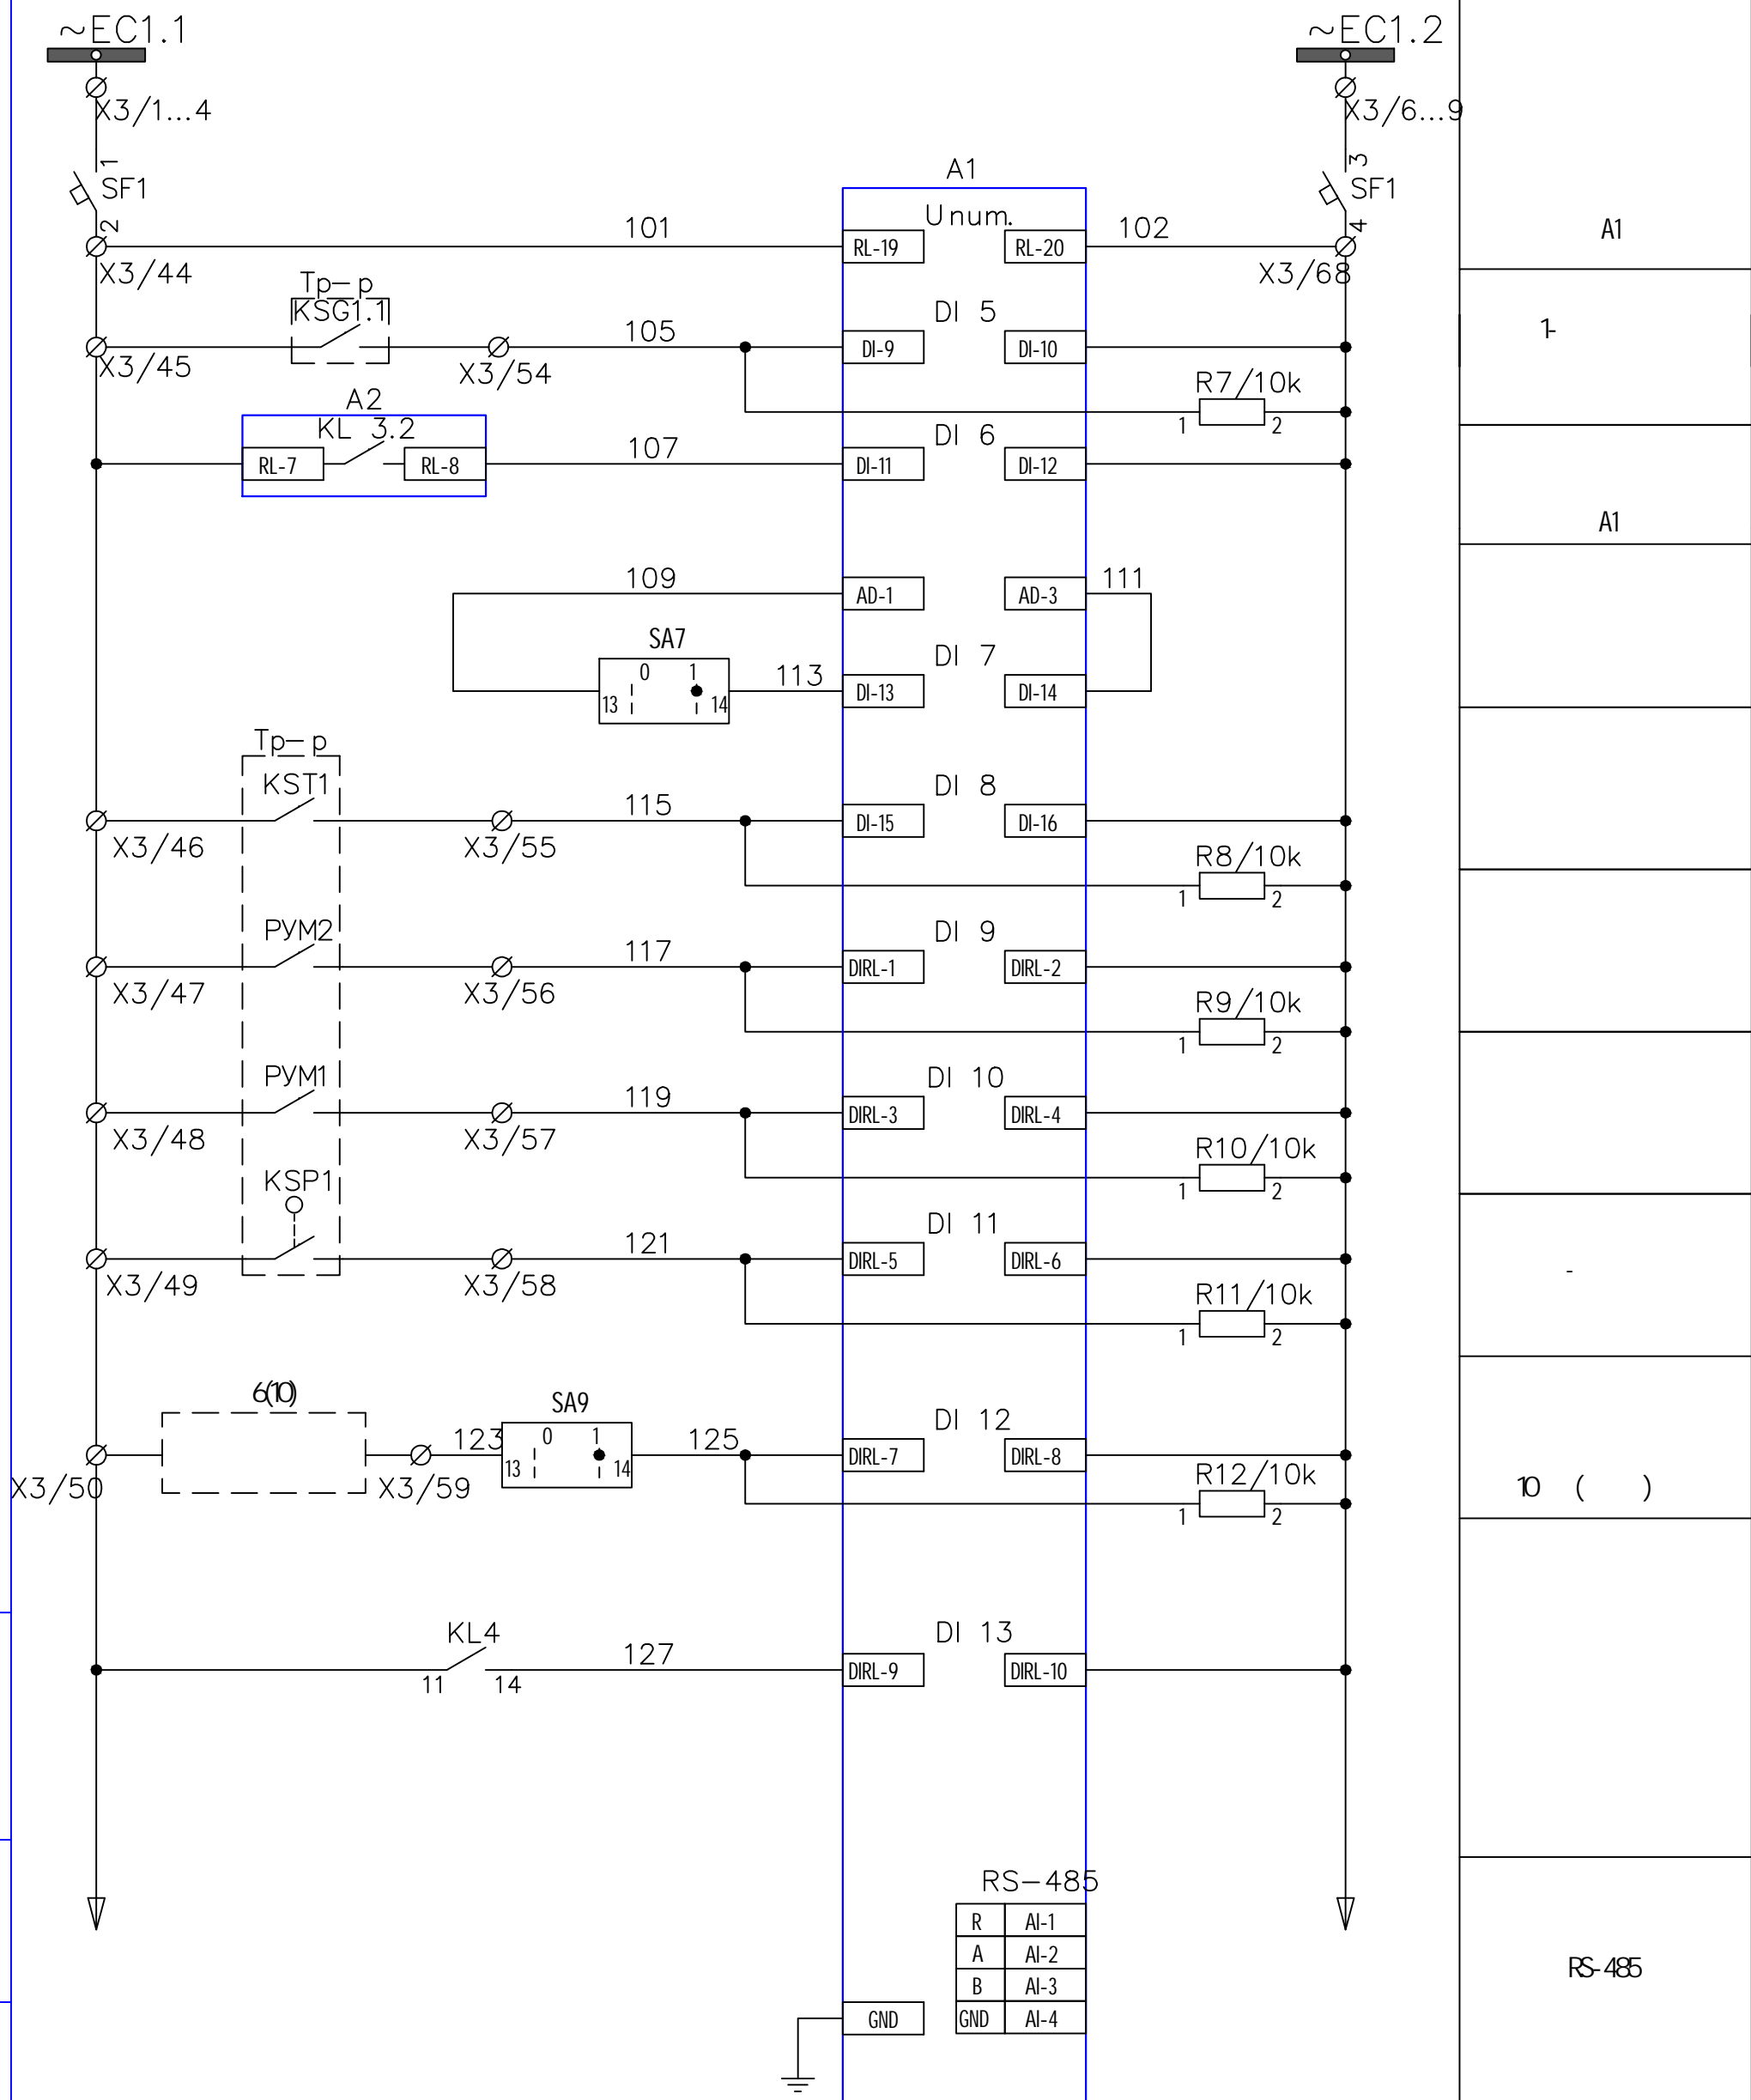 ~EC1.1
~EC1.2
X3/1...4
X3/6...9
1
SF1
2
3
SF1
4
A1
Unum.
A1
101
RL-19
RL-20
102
X3/44
X3/68
Тр-р
KSG1.1
DI 5
1-
105
DI-9
DI-10
X3/45
X3/54
R7/10k
1
2
A2
KL 3.2
DI 6
RL-7
RL-8
107
DI-11
DI-12
A1
109
AD-1
AD-3
111
SA7
DI 7
0
1
13
14
113
DI-13
DI-14
Тр-р
KST1
DI 8
115
DI-15
DI-16
X3/46
X3/55
R8/10k
1
2
РУМ2
DI 9
117
DIRL-1
DIRL-2
X3/47
X3/56
R9/10k
1
2
РУМ1
DI 10
119
DIRL-3
DIRL-4
X3/48
X3/57
R10/10k
1
2
KSP1
DI 11
121
DIRL-5
DIRL-6
-
X3/49
X3/58
R11/10k
1
2
6(10)
SA9
DI 12
123
0
1
13
14
125
DIRL-7
DIRL-8
X3/50
X3/59
R12/10k
1
2
10 ( )
KL4
DI 13
11
14
127
DIRL-9
DIRL-10
RS-485
R AI-1
A AI-2
B AI-3
GND AI-4
GND
RS-485